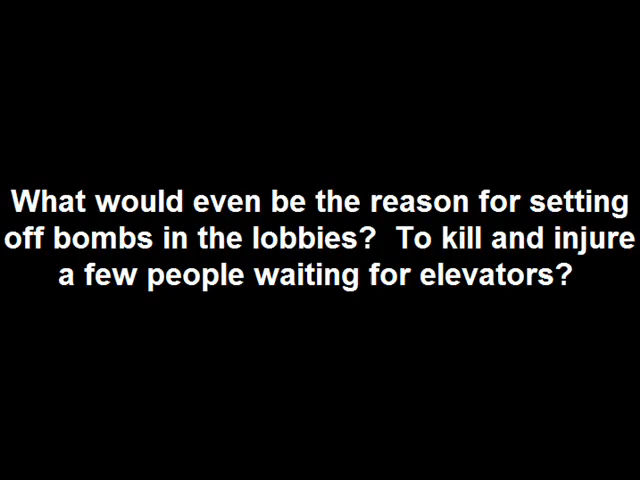 What would even be the reason for setting
off bombs in the lobbies?  To kill and injure
a few people waiting for elevators?